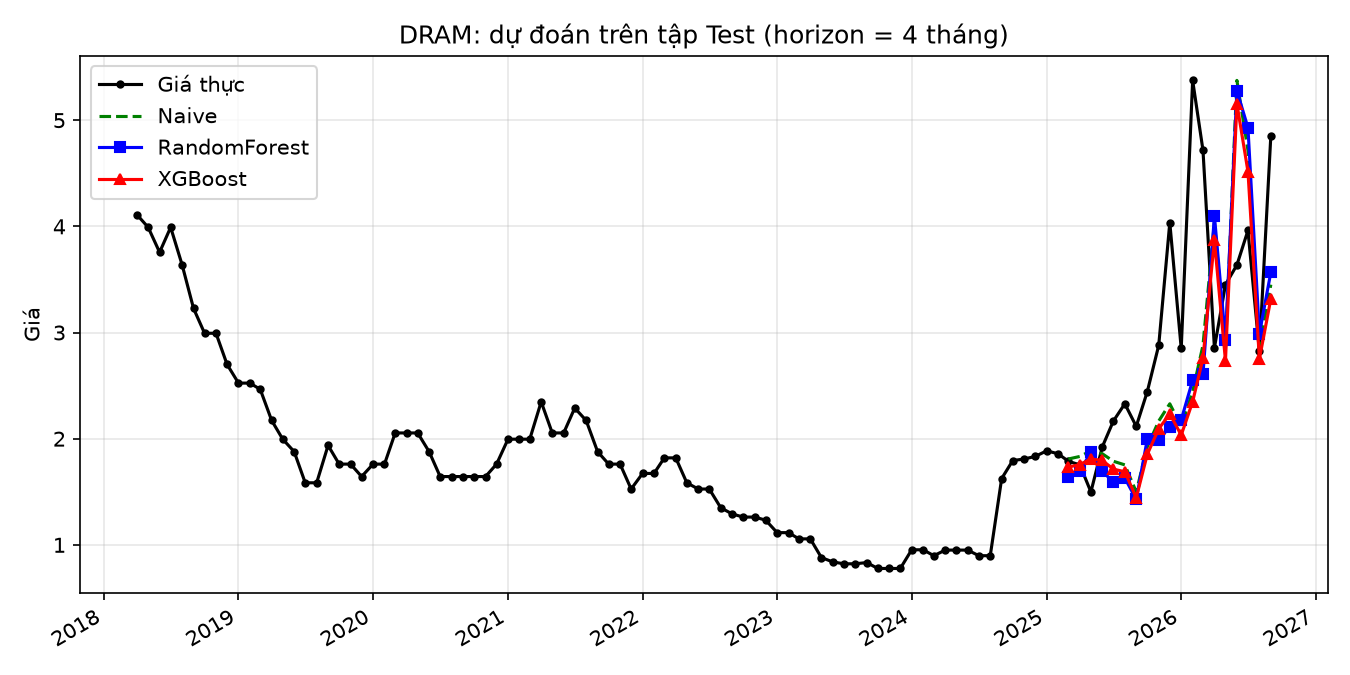 DRAM: dự đoán trên tập Test (horizon = 4 tháng)
Giá thực
Naive
RandomForest
XGBoost
Giá
5
4
3
2
1
2018
2019
2020
2021
2022
2023
2024
2025
2026
2027